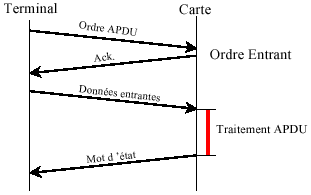 Terminal
Carte
Ordre APDU
Ordre Entrant
Ack.
Données entrantes
Traitement APDU
Mot d 'état